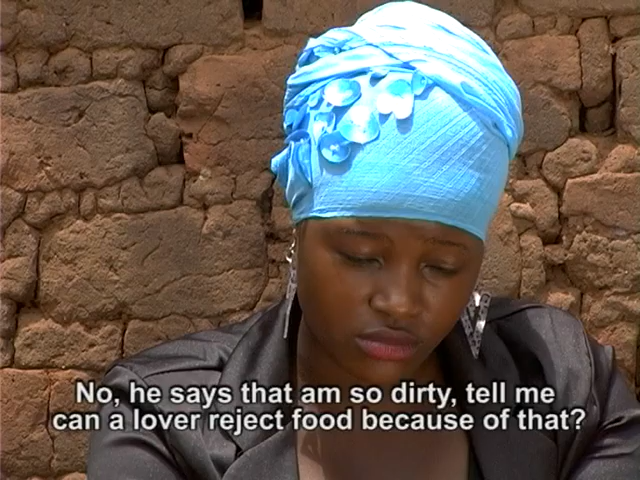 No, he says that am so dirty, tell me
can a lover reject food because of that?